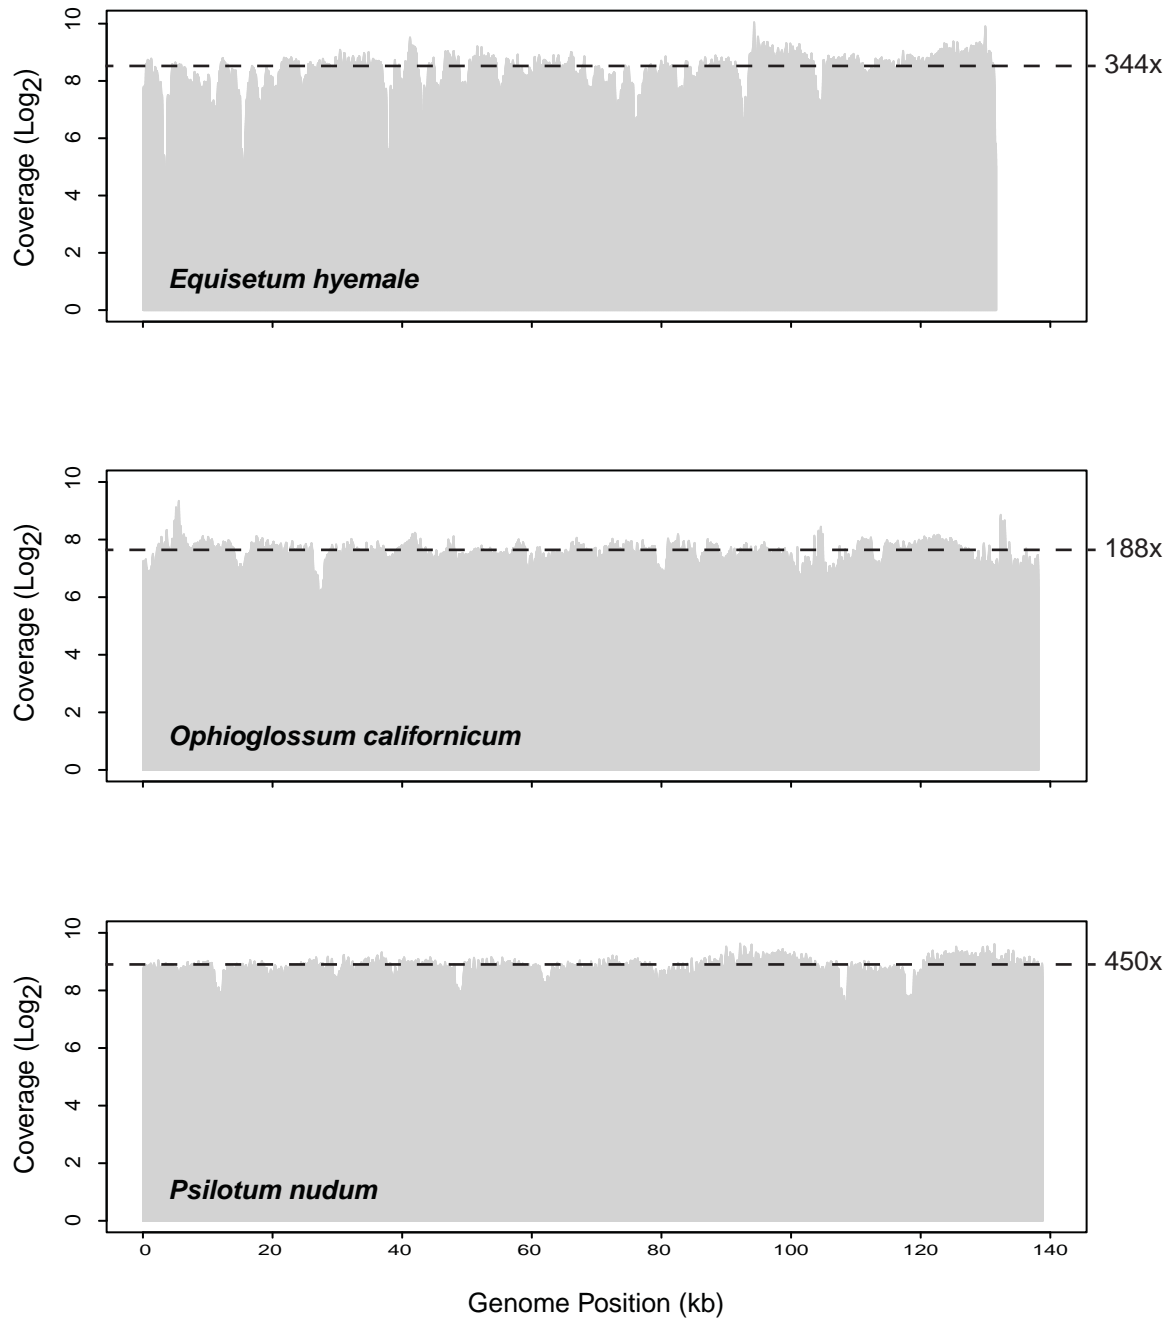 10
8
6
4
2
0
Coverage (Log2)
Equisetum hyemale
344x
10
8
6
4
2
0
Coverage (Log2)
Ophioglossum californicum
188x
10
8
6
4
2
0
Coverage (Log2)
Psilotum nudum
450x
0 20 40 60 80 100 120 140
Genome Position (kb)